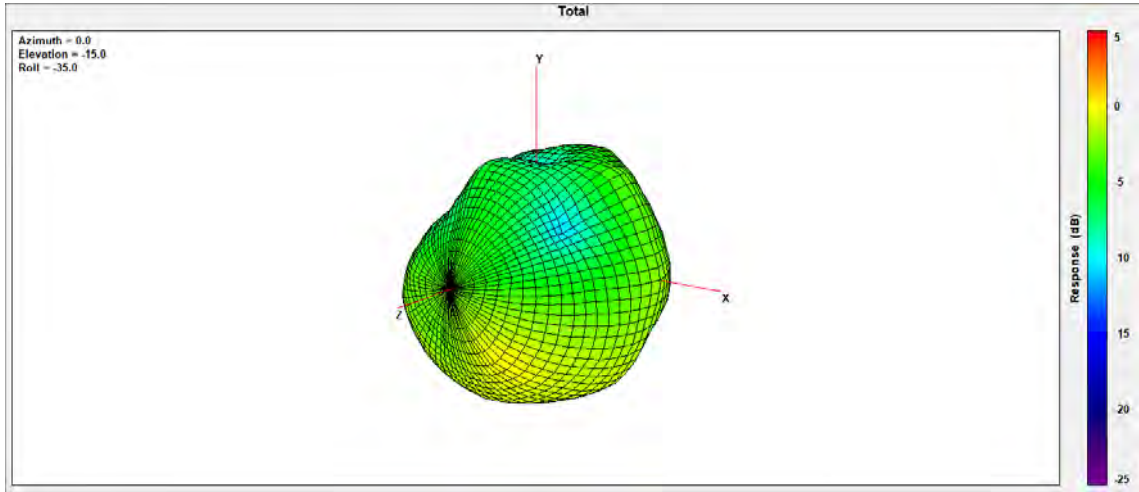 Total
Azimuth = 0.0
Elevation = -15.0
Roll = -35.0
Y
X
Z
5
0
-5
-10
-15
-20
-25
Response (dB)